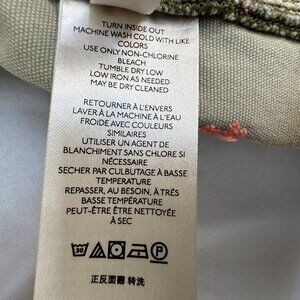 TURN INSIDE OUT
MACHINE WASH COLD WITH LIKE
COLORS
USE ONLY NON-CHLORINE
BLEACH
TUMBLE DRY LOW
LOW IRON AS NEEDED
MAY BE DRY CLEANED
RETOURNER À L'ENVERS
LAVER À LA MACHINE À L'EAU
FROIDE AVEC COULEURS
SIMILAIRES
UTILISER UN AGENT DE
BLANCHIMENT SANS CHLORE SI
NÉCESSAIRE
SECHER PAR CULBUTAGE À BASSE
TEMPERATURE
REPASSER, AU BESOIN, À TRÈS
BASSE TEMPÉRATURE
PEUT-ÊTRE ÊTRE NETTOYÉE
À SEC
30 P
正反面圖 转洗